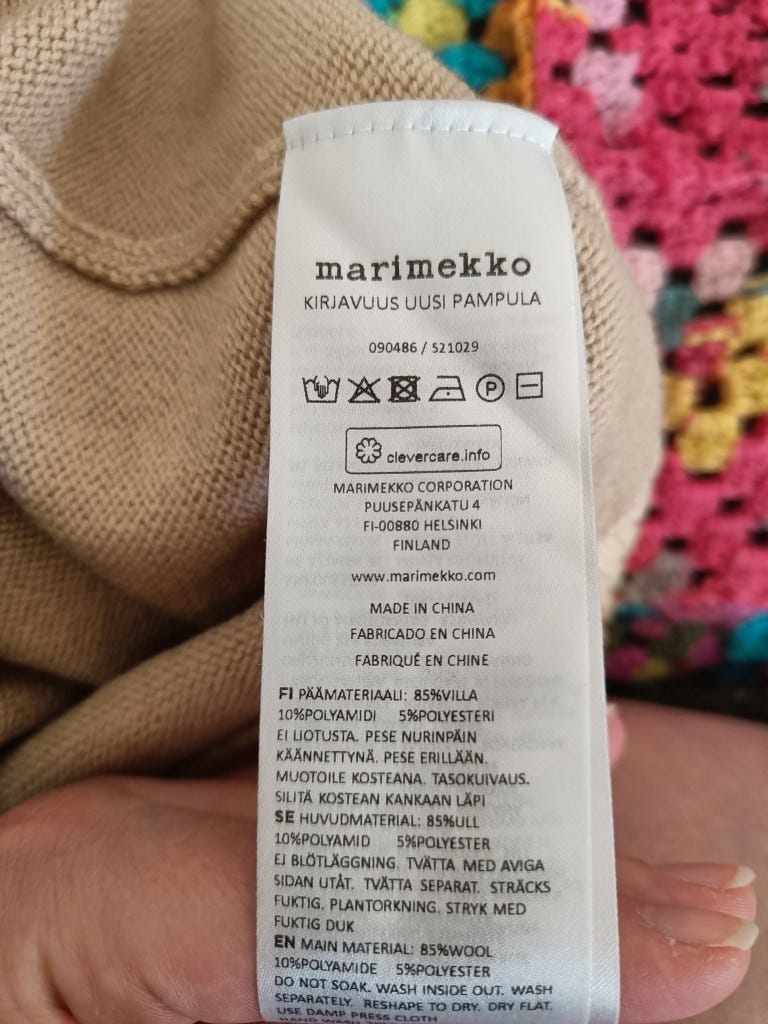 marimekko
KIRJAVUUS UUSI PAMPULA
090486 / 521029
P
clevercare.info
MARIMEKKO CORPORATION
PUUSEPÄNKATU 4
FI-00880 HELSINKI
FINLAND
www.marimekko.com
MADE IN CHINA
FABRICADO EN CHINA
FABRIQUÉ EN CHINE
FI PÄÄMATERIAALI: 85%VILLA
10%POLYAMIDI 5%POLYESTERI
EI LIOTUSTA. PESE NURINPÄIN
KÄÄNNETTYNÄ. PESE ERILLÄÄN.
MUOTOILE KOSTEANA. TASOKUIVAUS.
SILITÄ KOSTEAN KANKAAN LÄPI
SE HUVUDMATERIAL: 85%ULL
10%POLYAMID 5%POLYESTER
EJ BLÖTLÄGGNING. TVÄTTA MED AVIGA
SIDAN UTÅT. TVÄTTA SEPARAT. STRÄCKS
FUKTIG. PLANTORKNING. STRYK MED
FUKTIG DUK
EN MAIN MATERIAL: 85%WOOL
10%POLYAMIDE 5%POLYESTER
DO NOT SOAK. WASH INSIDE OUT. WASH
SEPARATELY. RESHAPE TO DRY. DRY FLAT.
USE DAMP PRESS CLOTH
HAND WASH